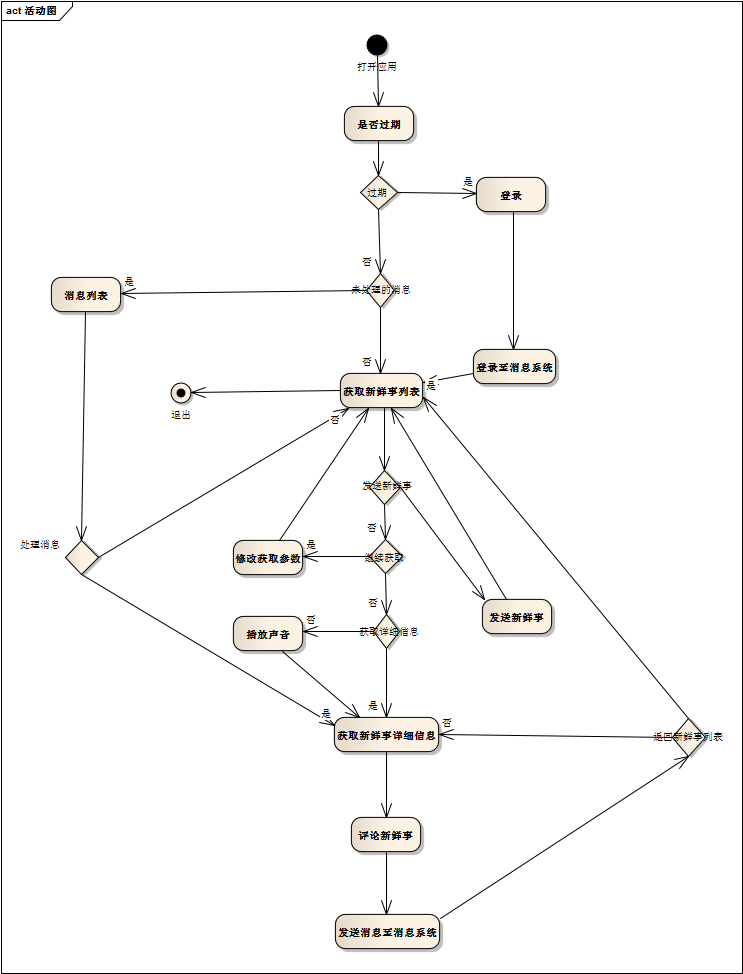 act 活动图
打开应用
是否过期
过期
是
登录
否
未处理的消息
是
消息列表
登录至消息系统
否
获取新鲜事列表
是
退出
否
发送新鲜事
否
继续获取
是
修改获取参数
处理消息
否
获取详细信息
否
播放声音
发送新鲜事
是
是
获取新鲜事详细信息
否
返回新鲜事列表
评论新鲜事
发送消息至消息系统